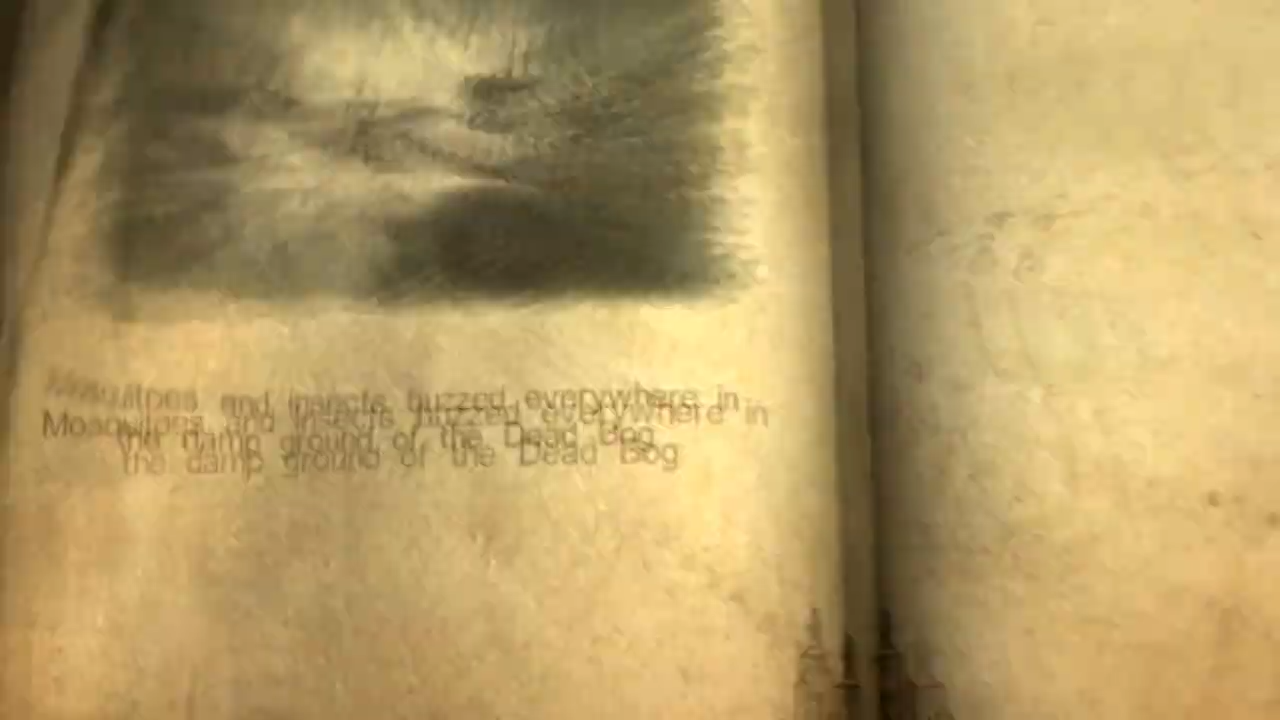 Mosquitoes and insects buzzed everywhere in
the damp ground of the Dead Bog